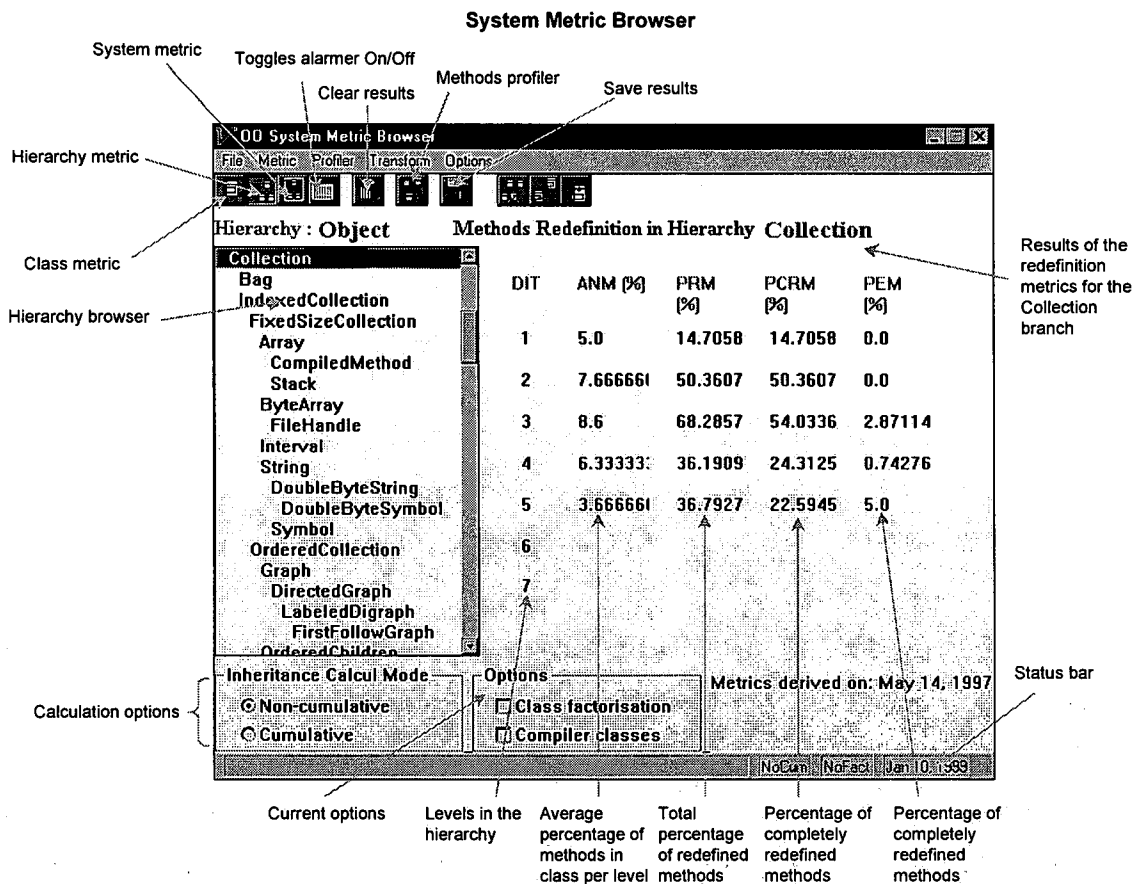 System Metric Browser
System metric
Toggles alarmer On/Off
Methods profiler
Clear results
Save results
Hierarchy metric
Class metric
Hierarchy browser
OO System Metric Browser
File Metric Profiler Transform Options
Hierarchy : Object
Methods Redefinition in Hierarchy Collection
Results of the
redefinition
metrics for the
Collection
branch
Collection
Bag
IndexedCollection
FixedSizeCollection
Array
CompiledMethod
Stack
ByteArray
FileHandle
Interval
String
DoubleByteString
DoubleByteSymbol
Symbol
OrderedCollection
Graph
DirectedGraph
LabeledDigraph
FirstFollowGraph
OrderedChildren
DIT ANM (%) PRM (%) PCRM (%) PEM (%)
1 5.0 14.7058 14.7058 0.0
2 7.66666 50.3607 50.3607 0.0
3 8.6 68.2857 54.0336 2.87114
4 6.33333 36.1909 24.3125 0.74276
5 3.66666 36.7927 22.5945 5.0
6
7
Calculation options
Inheritance Calcul Mode
Non-cumulative
Cumulative
Options
Class factorisation
Compiler classes
Metrics derived on: May 14, 1997
Status bar
NoCum NoFact Jan 10, 1999
Current options
Levels in the
hierarchy
Average
percentage of
methods in
class per level
Total
percentage
of redefined
methods
Percentage of
completely
redefined
methods
Percentage of
completely
redefined
methods